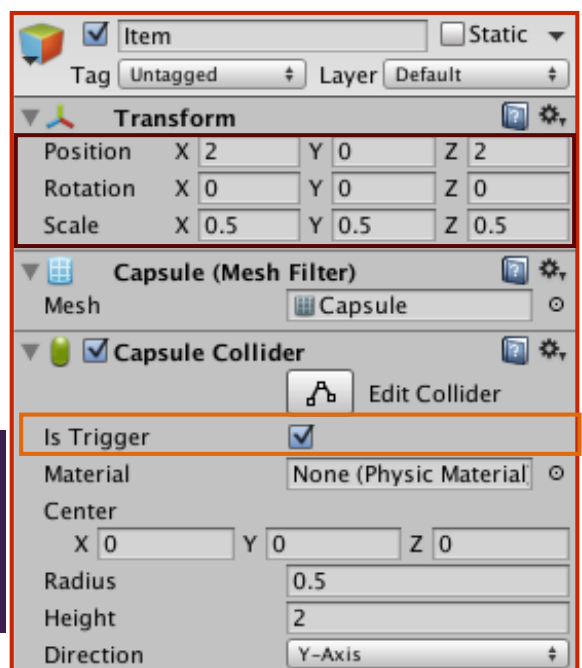 Item Static
Tag Untagged Layer Default
Transform
Position X 2 Y 0 Z 2
Rotation X 0 Y 0 Z 0
Scale X 0.5 Y 0.5 Z 0.5
Capsule (Mesh Filter)
Mesh Capsule
Capsule Collider
Edit Collider
Is Trigger
Material None (Physic Material
Center
X 0 Y 0 Z 0
Radius 0.5
Height 2
Direction Y-Axis